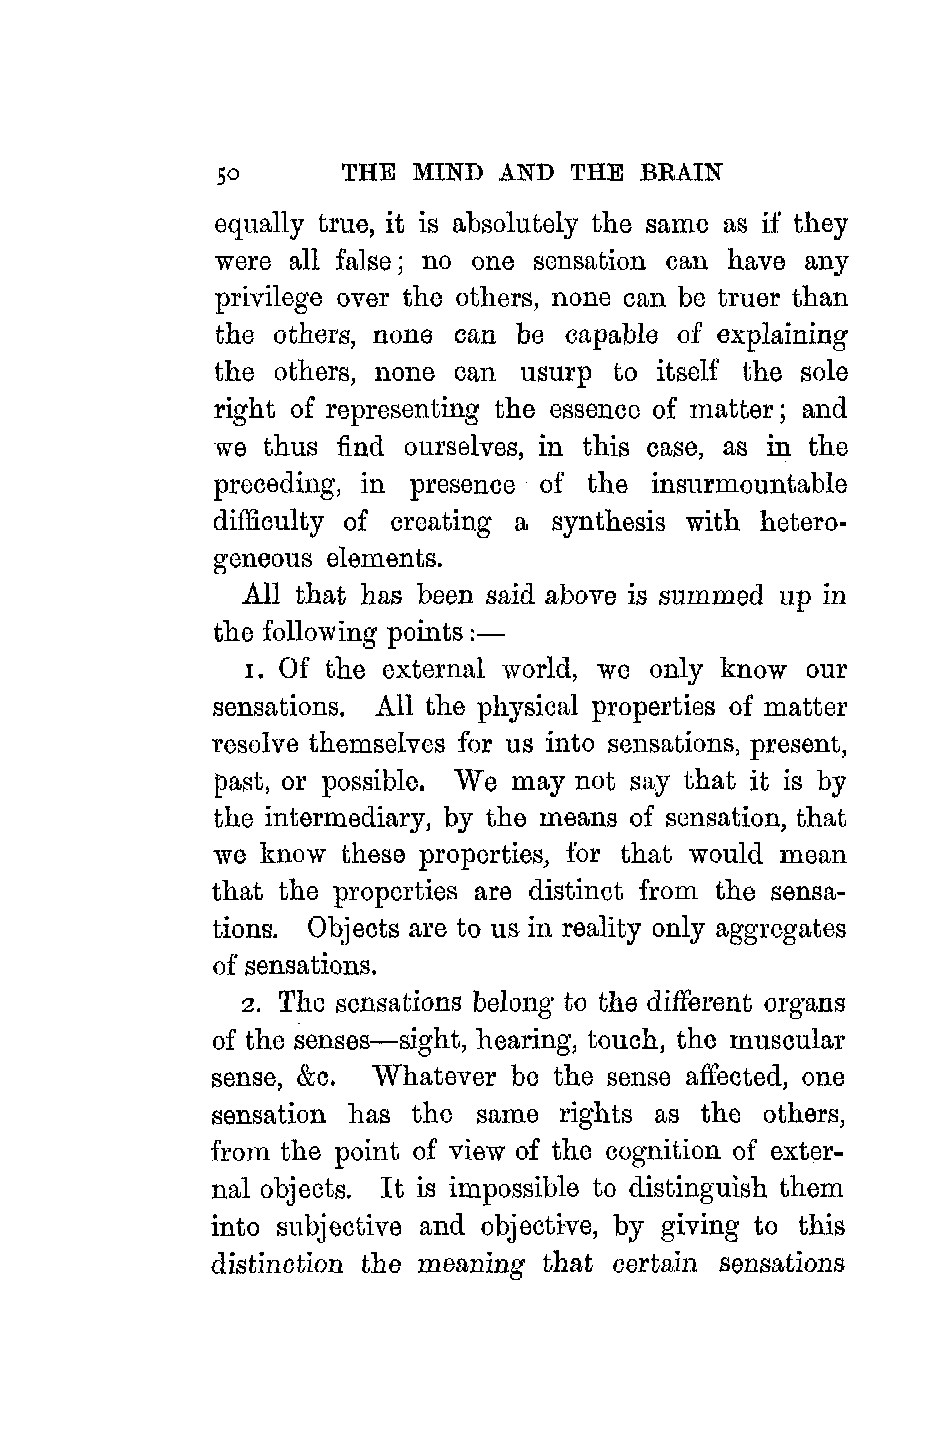 50 THE MIND AND THE BRAIN
equally true, it is absolutely the same as if they
were all false; no one sensation can have any
privilege over the others, none can be truer than
the others, none can be capable of explaining
the others, none can usurp to itself the sole
right of representing the essence of matter; and
we thus find ourselves, in this case, as in the
preceding, in presence of the insurmountable
difficulty of creating a synthesis with hetero-
geneous elements.
All that has been said above is summed up in
the following points:—
1. Of the external world, we only know our
sensations. All the physical properties of matter
resolve themselves for us into sensations, present,
past, or possible. We may not say that it is by
the intermediary, by the means of sensation, that
we know these properties, for that would mean
that the properties are distinct from the sensa-
tions. Objects are to us in reality only aggregates
of sensations.
2. The sensations belong to the different organs
of the senses—sight, hearing, touch, the muscular
sense, &c. Whatever be the sense affected, one
sensation has the same rights as the others,
from the point of view of the cognition of exter-
nal objects. It is impossible to distinguish them
into subjective and objective, by giving to this
distinction the meaning that certain sensations